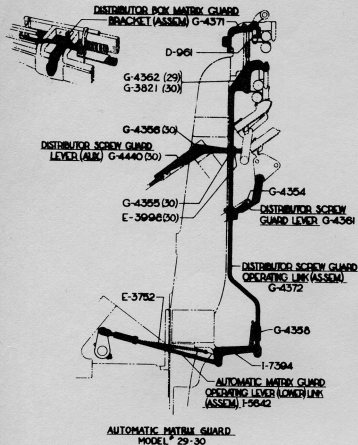 DISTRIBUTOR BOX MATRIX GUARD
BRACKET (ASSEM) G-4371
D-961
G-4362 (29)
G-3821 (30)
G-4356 (30)
DISTRIBUTOR SCREW GUARD
LEVER (AUX) G-4440 (30)
G-4355 (30)
E-3998 (30)
G-4354
DISTRIBUTOR SCREW
GUARD LEVER G-4361
DISTRIBUTOR SCREW GUARD
OPERATING LINK (ASSEM)
G-4372
E-3752
G-4358
I-7394
AUTOMATIC MATRIX GUARD
OPERATING LEVER (LOWER) LINK
(ASSEM) I-5642
AUTOMATIC MATRIX GUARD
MODEL # 29-30